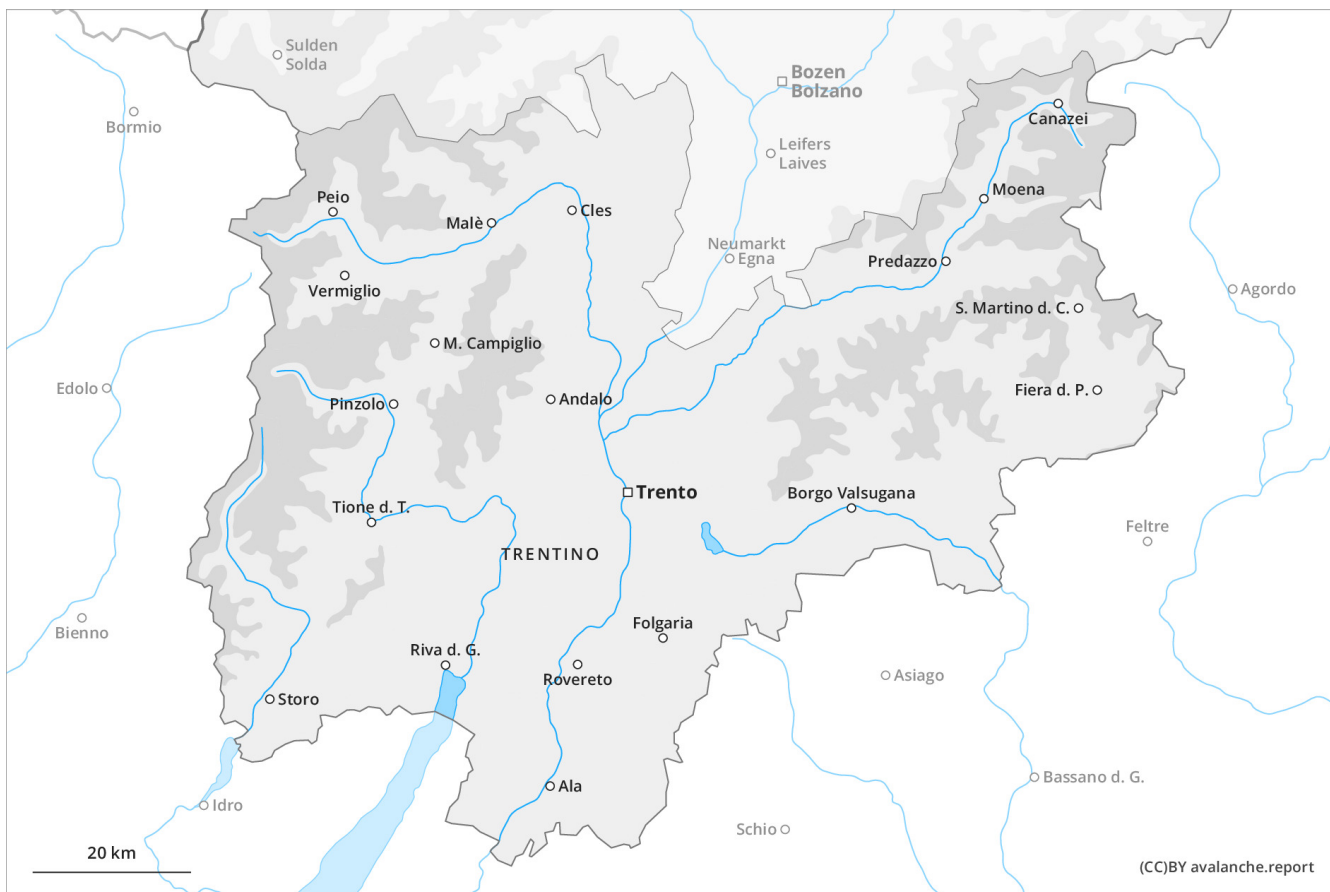 Sulden
Solda
Bozen
Bolzano
Bormio
Canazei
Leifers
Laives
Peio
Moena
Malè
Cles
Neumarkt
Egna
Predazzo
Vermiglio
Agordo
S. Martino d. C.
M. Campiglio
Edolo
Fiera d. P.
Pinzolo
Andalo
Trento
Borgo Valsugana
Tione d. T.
Feltre
TRENTINO
Folgaria
Bienno
Riva d. G.
Rovereto
Asiago
Storo
Bassano d. G.
Ala
Idro
Schio
20 km
(CC)BY avalanche.report